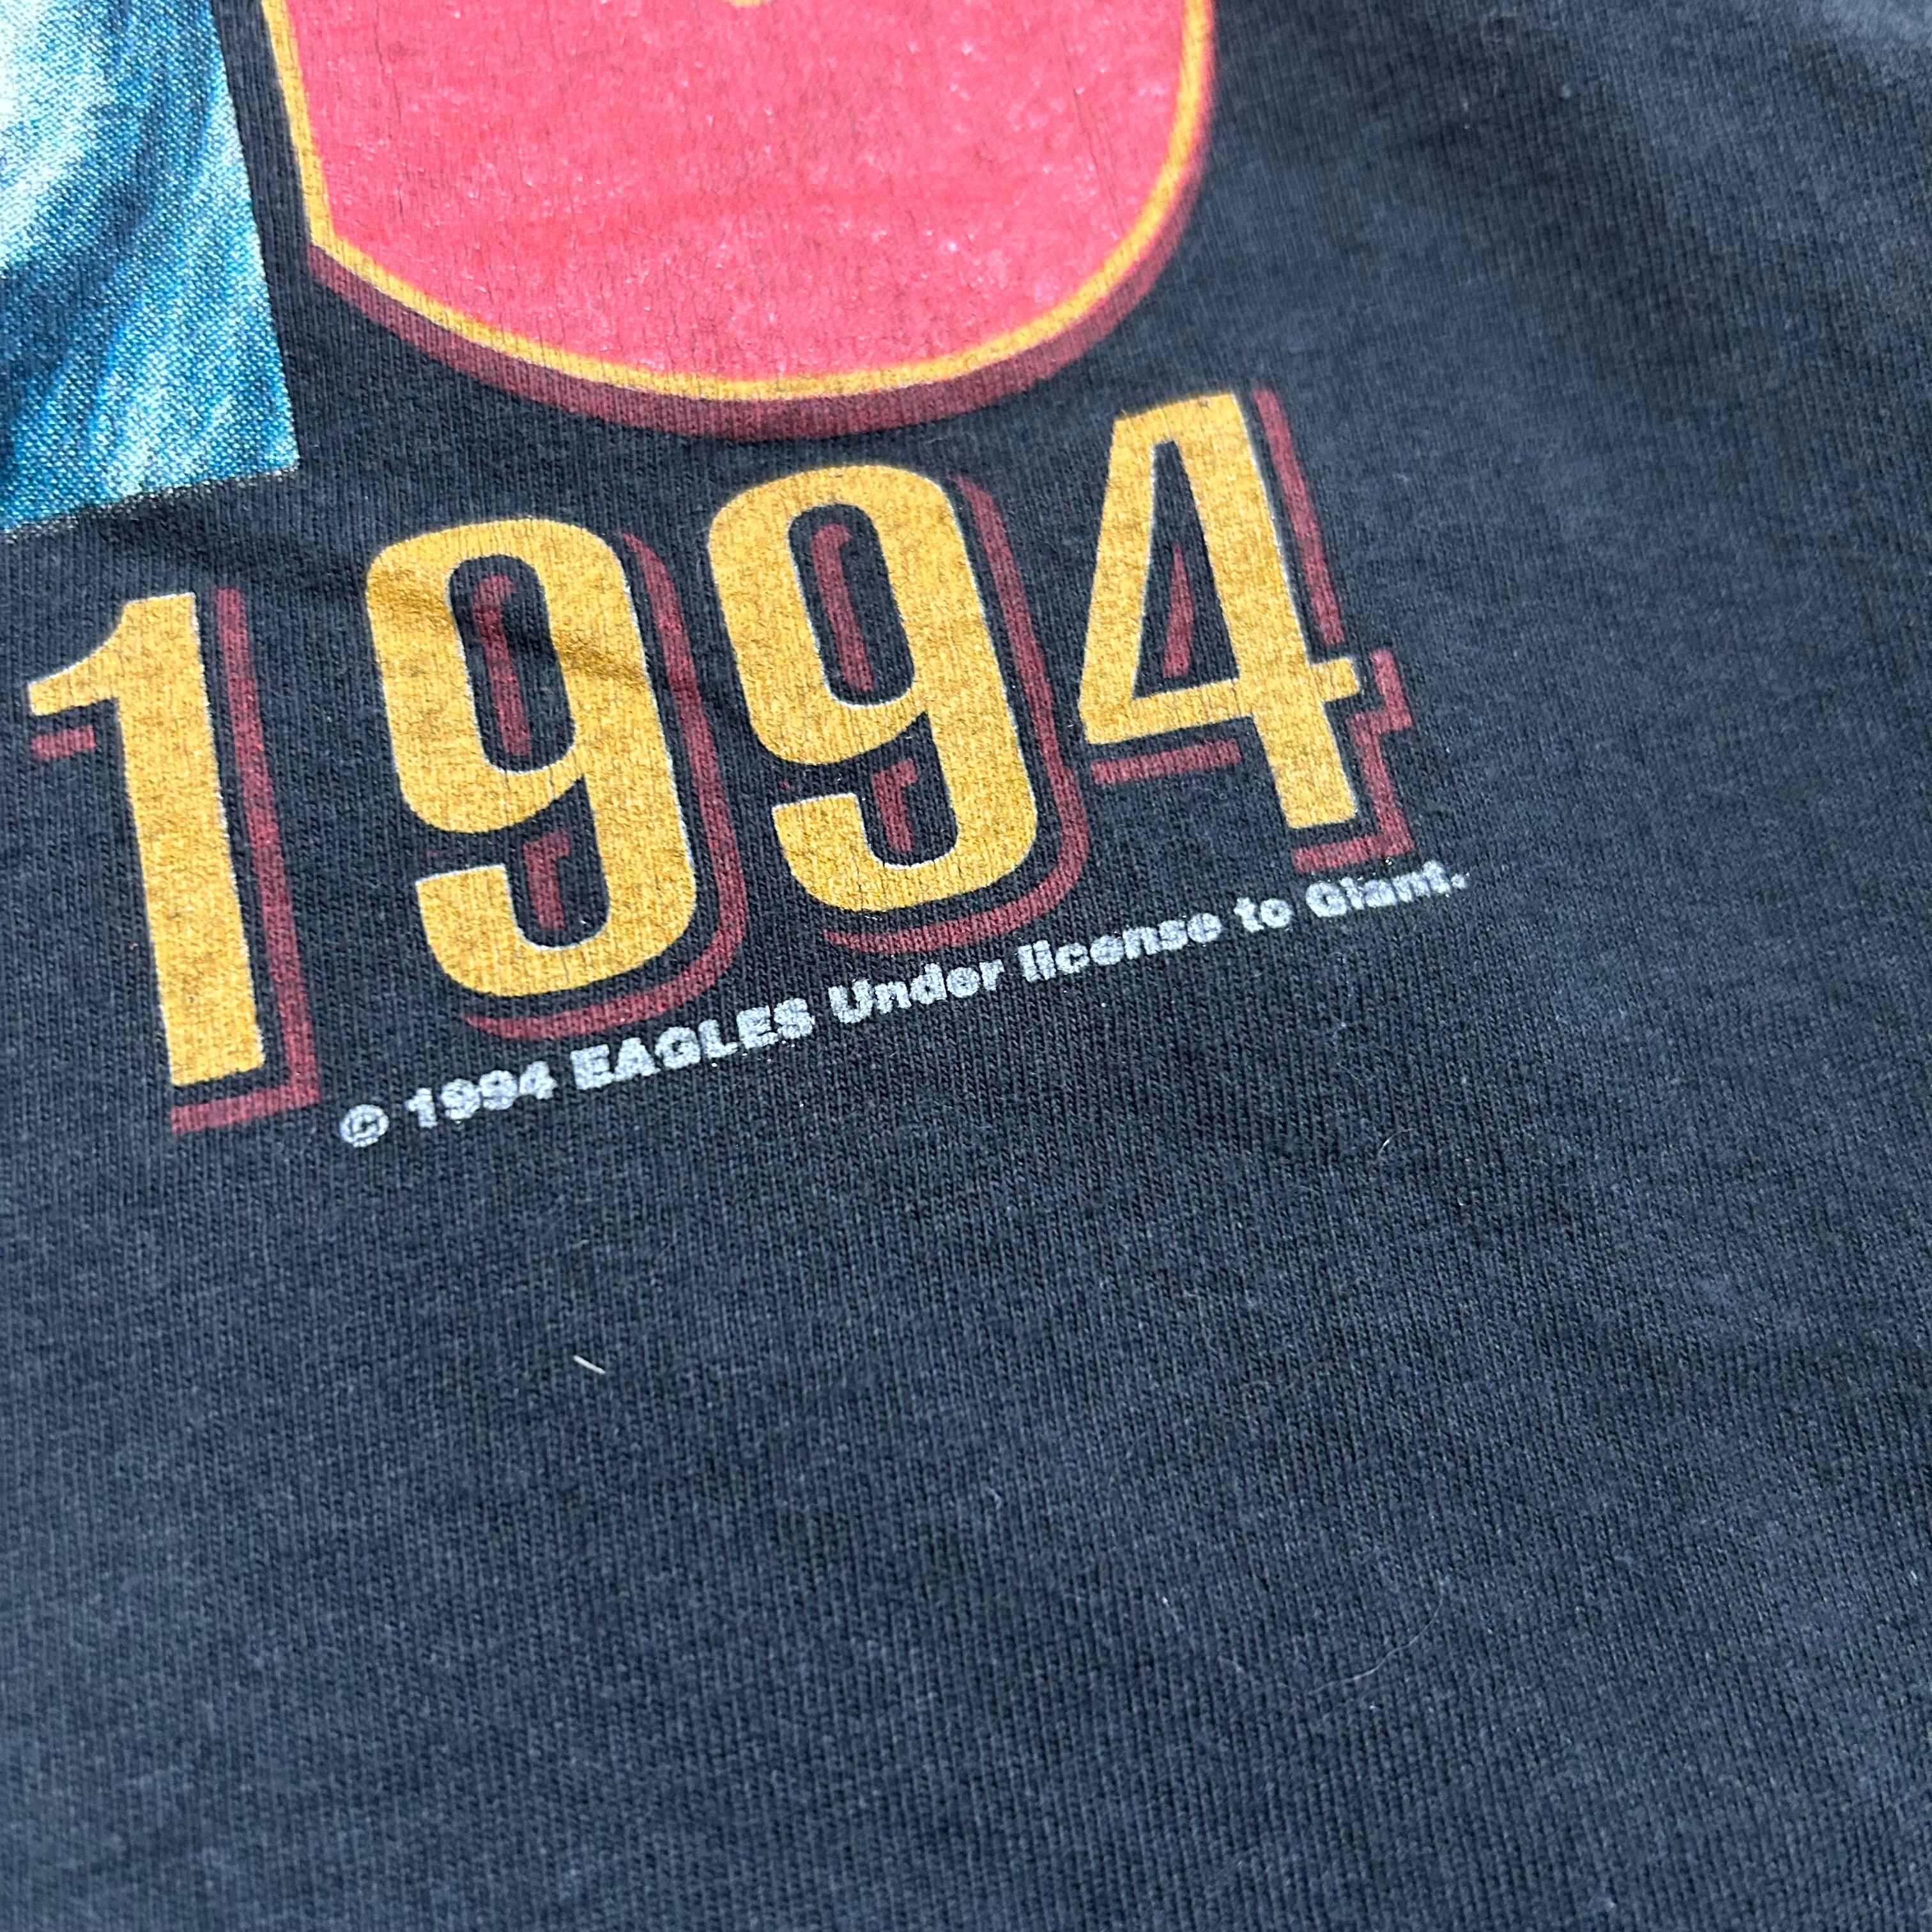 1994
© 1994 EAGLES Under license to Giant.